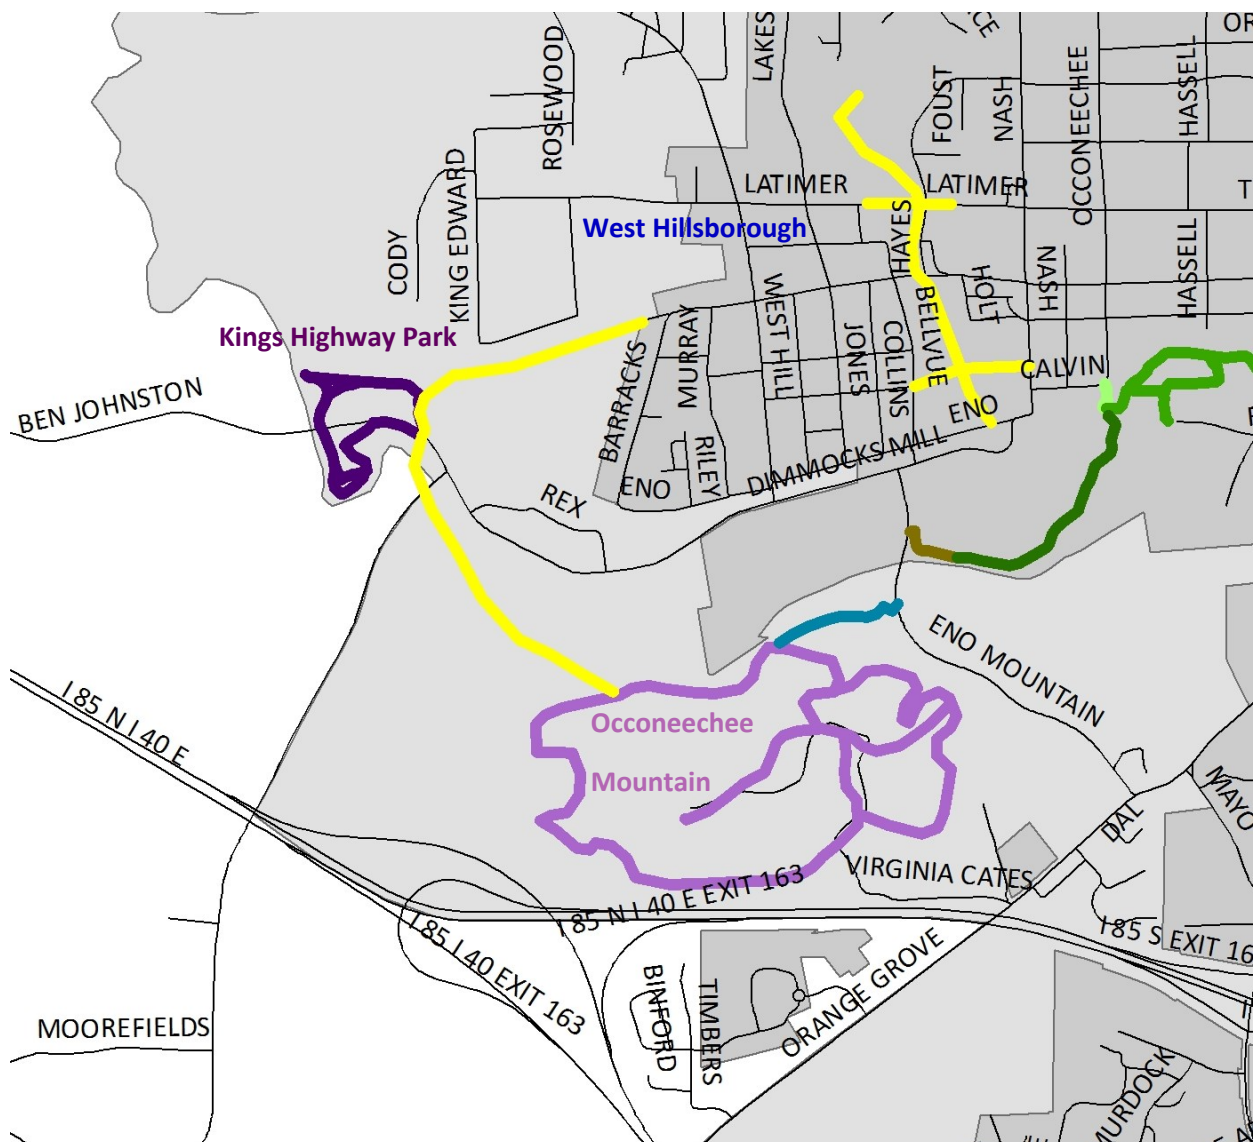 OR
LAKES
ROSEWOOD
FOUST
NASH
OCCONEECHEE
HASSELL
KING EDWARD
LATIMER
LATIMER
T
CODY
West Hillsborough
HAYES
HOLT
NASH
HASSELL
Kings Highway Park
MURRAY
WEST HILL
JONES
COLLINS
BELLVUE
CALVIN
BEN JOHNSTON
BARRACKS
ENO
RILEY
DIMMOCKS MILL
ENO
REX
ENO MOUNTAIN
I 85 N I 40 E
Occoneechee
Mountain
MAYO
DAL
VIRGINIA CATES
I 85 N I 40 E EXIT 163
I 85 S EXIT 16
I 85 I 40 EXIT 163
ORANGE GROVE
BINFORD
TIMBERS
MOOREFIELDS
MURDOCK